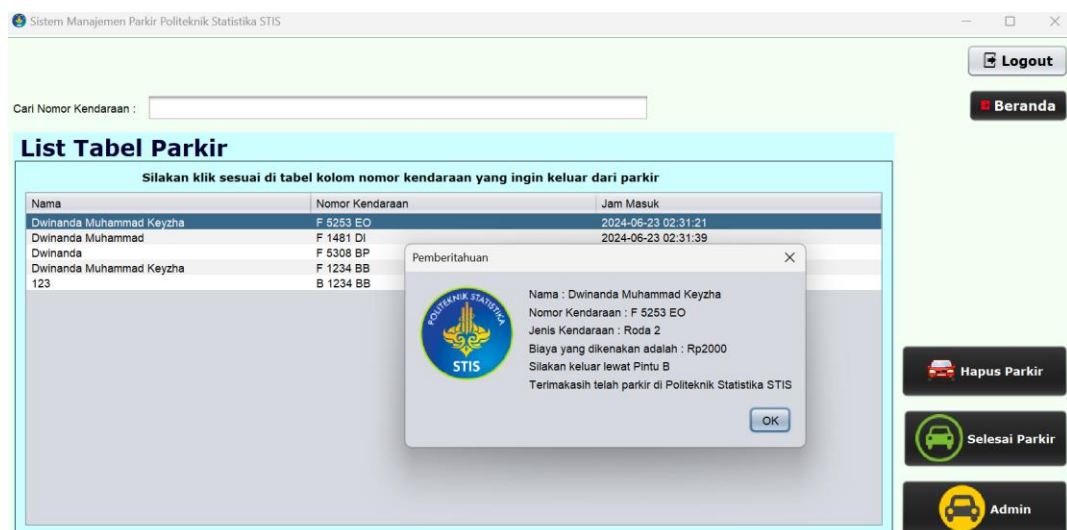 Sistem Manajemen Parkir Politeknik Statistika STIS
Logout
Cari Nomor Kendaraan :
Beranda
List Tabel Parkir
Silakan klik sesuai di tabel kolom nomor kendaraan yang ingin keluar dari parkir
Nama Nomor Kendaraan Jam Masuk
Dwinanda Muhammad Keyzha F 5253 EO 2024-06-23 02:31:21
Dwinanda Muhammad F 1481 DI 2024-06-23 02:31:39
Dwinanda F 5308 BP
Dwinanda Muhammad Keyzha F 1234 BB
123 B 1234 BB
Pemberitahuan
POLITEKNIK STATISTIKA
STIS
Nama : Dwinanda Muhammad Keyzha
Nomor Kendaraan : F 5253 EO
Jenis Kendaraan : Roda 2
Biaya yang dikenakan adalah : Rp2000
Silakan keluar lewat Pintu B
Terimakasih telah parkir di Politeknik Statistika STIS
OK
Hapus Parkir
Selesai Parkir
Admin